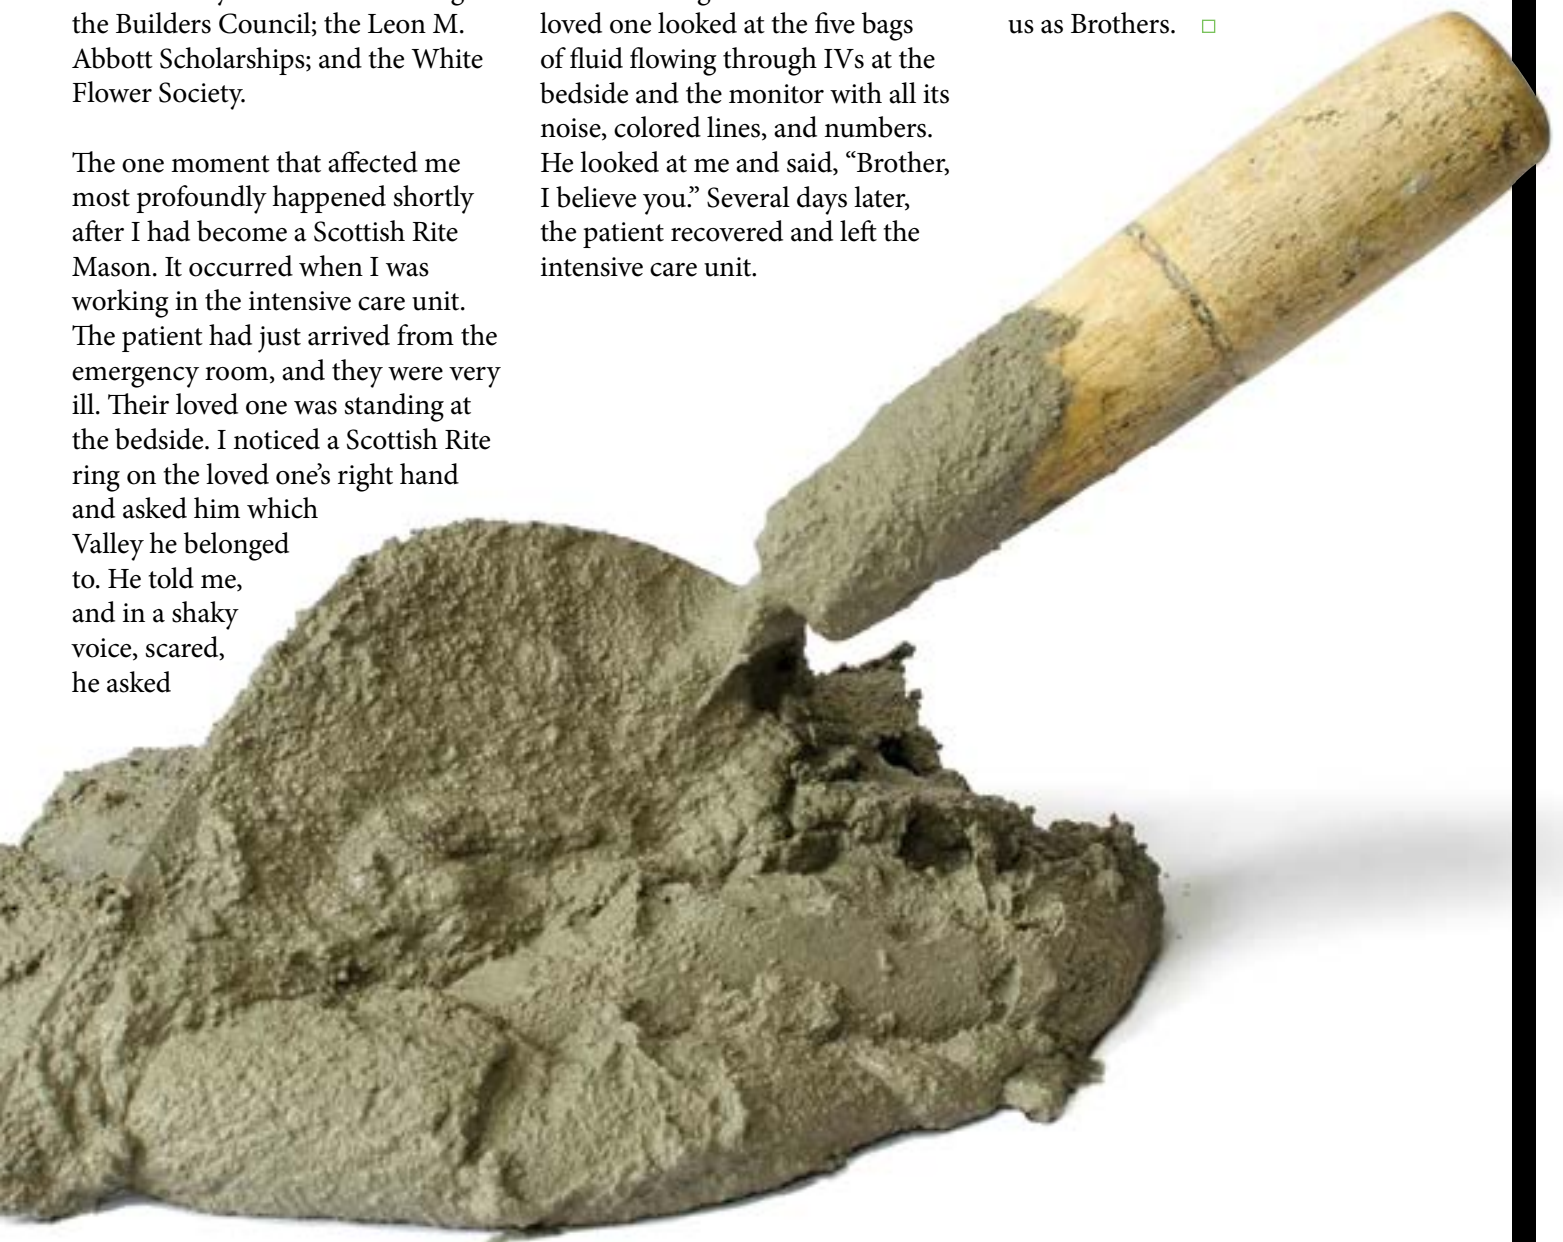 the Builders Council; the Leon M.
Abbott Scholarships; and the White
Flower Society.
The one moment that affected me
most profoundly happened shortly
after I had become a Scottish Rite
Mason. It occurred when I was
working in the intensive care unit.
The patient had just arrived from the
emergency room, and they were very
ill. Their loved one was standing at
the bedside. I noticed a Scottish Rite
ring on the loved one’s right hand
and asked him which
Valley he belonged
to. He told me,
and in a shaky
voice, scared,
he asked
loved one looked at the five bags
of fluid flowing through IVs at the
bedside and the monitor with all its
noise, colored lines, and numbers.
He looked at me and said, “Brother,
I believe you.” Several days later,
the patient recovered and left the
intensive care unit.
us as Brothers.